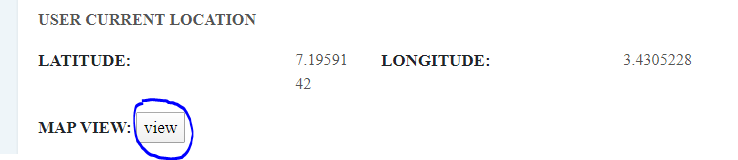 USER CURRENT LOCATION
LATITUDE: 7.19591 LONGITUDE: 3.4305228
42
MAP VIEW: view